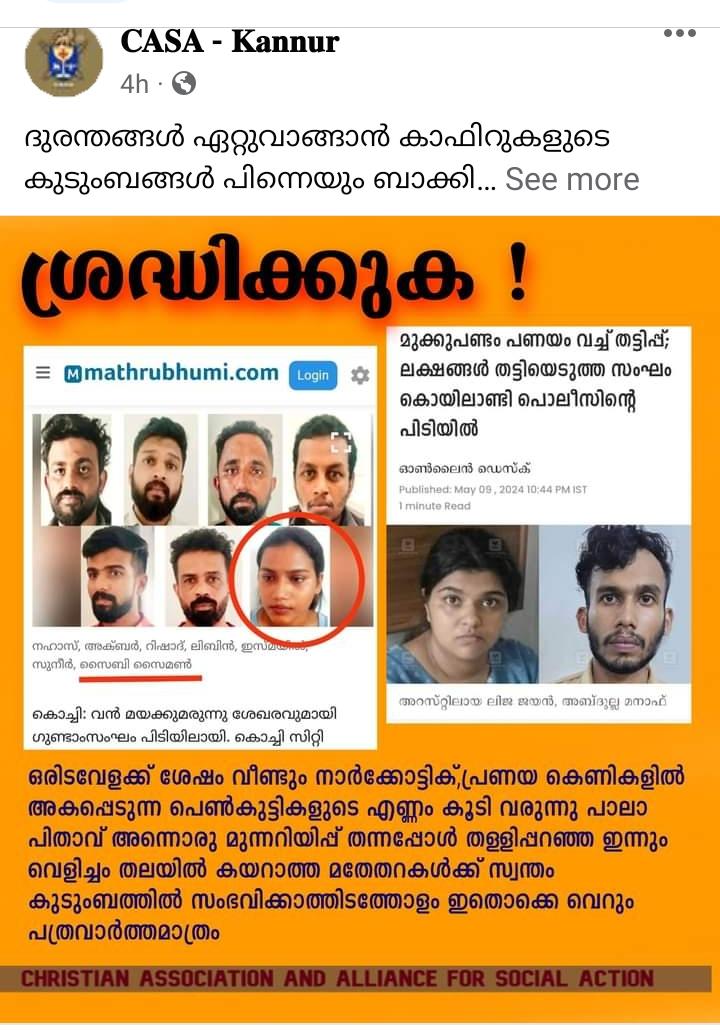 CASA - Kannur
4h ·
ദുരന്തങ്ങൾ ഏറ്റുവാങ്ങാൻ കാഫിറുകളുടെ
കുടുംബങ്ങൾ പിന്നെയും ബാക്കി... See more
ശ്രദ്ധിക്കുക !
mathrubhumi.com Login
നഹാസ്, അക്ബർ, റിഷാദ്, ലിബിൻ, ഇസ്മയിൽ,
സുനീർ, സൈബി സൈമൺ
കൊച്ചി: വൻ മയക്കുമരുന്നു ശേഖരവുമായി
ഗുണ്ടാസംഘം പിടിയിലായി. കൊച്ചി സിറ്റി
മുക്കുപണ്ടം പണയം വച്ച് തട്ടിപ്പ്;
ലക്ഷങ്ങൾ തട്ടിയെടുത്ത സംഘം
കൊയിലാണ്ടി പൊലീസിന്റെ
പിടിയിൽ
ഓൺലൈൻ ഡെസ്ക്
Published: May 09 , 2024 10:44 PM IST
1 minute Read
അറസ്റ്റിലായ ലിജ ജയൻ, അബ്ദുല്ല മനാഫ്
ഒരിടവേളക്ക് ശേഷം വീണ്ടും നാർക്കോട്ടിക്,പ്രണയ കെണികളിൽ
അകപ്പെടുന്ന പെൺകുട്ടികളുടെ എണ്ണം കൂടി വരുന്നു പാലാ
പിതാവ് അന്നൊരു മുന്നറിയിപ്പ് തന്നപ്പോൾ തള്ളിപ്പറഞ്ഞ ഇന്നും
വെളിച്ചം തലയിൽ കയറാത്ത മതേതറകൾക്ക് സ്വന്തം
കുടുംബത്തിൽ സംഭവിക്കാത്തിടത്തോളം ഇതൊക്കെ വെറും
പത്രവാർത്തമാത്രം
CHRISTIAN ASSOCIATION AND ALLIANCE FOR SOCIAL ACTION